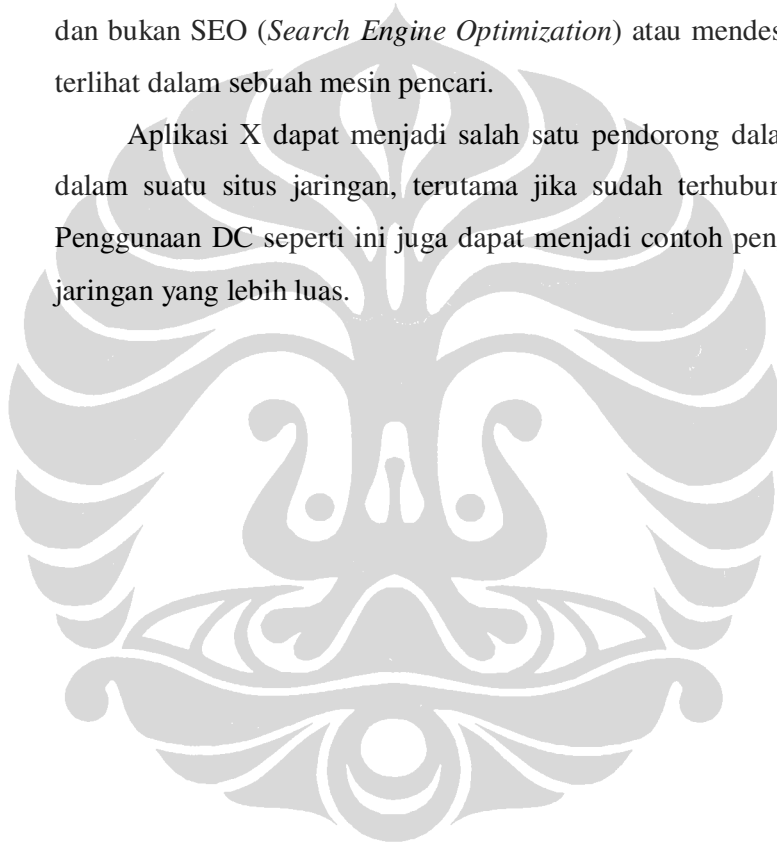 dan bukan SEO (Search Engine Optimization) atau mendes
terlihat dalam sebuah mesin pencari.
Aplikasi X dapat menjadi salah satu pendorong dala
dalam suatu situs jaringan, terutama jika sudah terhubun
Penggunaan DC seperti ini juga dapat menjadi contoh pen
jaringan yang lebih luas.